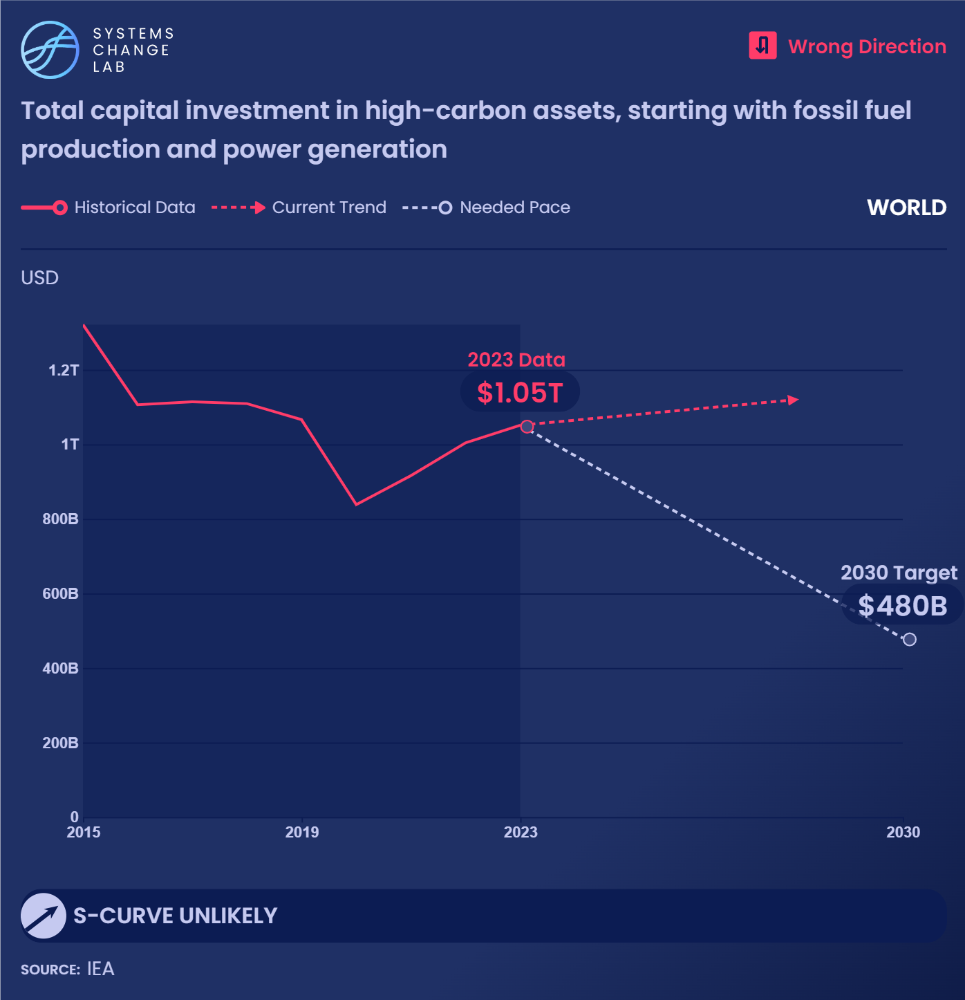 SYSTEMS
CHANGE
LAB
Wrong Direction
Total capital investment in high-carbon assets, starting with fossil fuel
production and power generation
Historical Data
Current Trend
Needed Pace
WORLD
USD
2023 Data
$1.05T
1.2T
1T
800B
2030 Target
$480B
600B
400B
200B
0
2015
2019
2023
2030
S-CURVE UNLIKELY
SOURCE: IEA